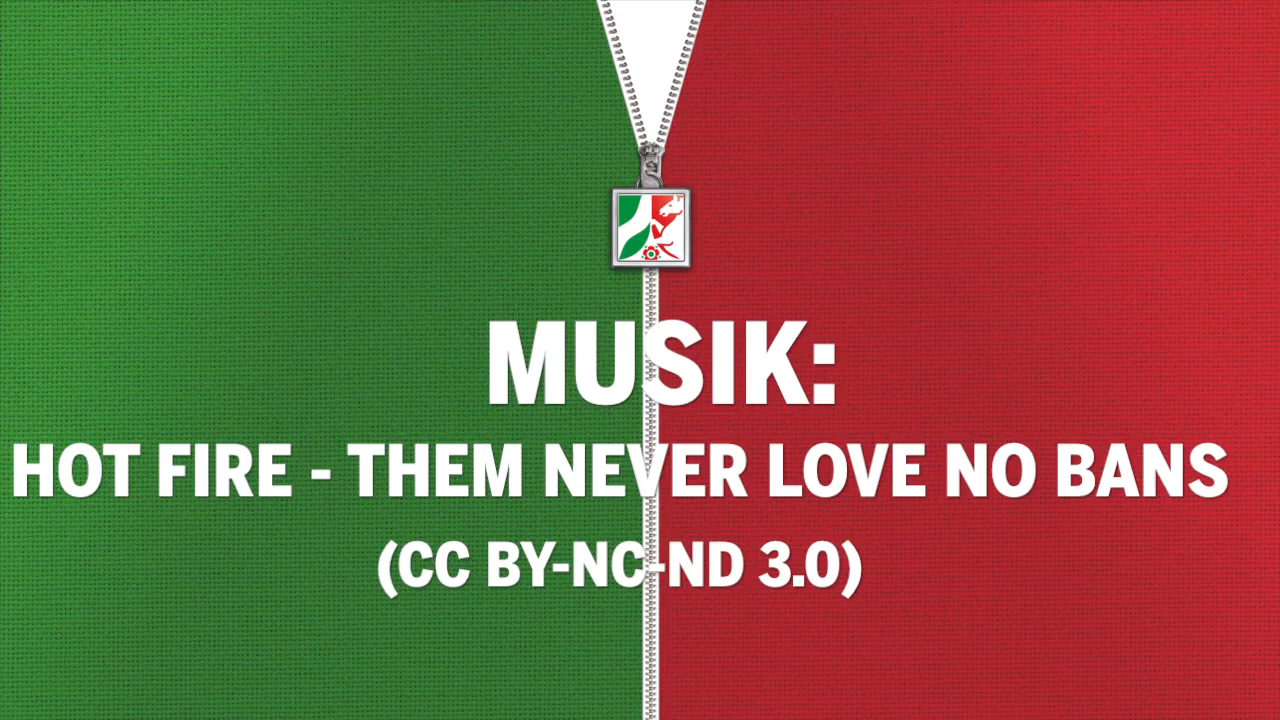 MUSIK:
HOT FIRE - THEM NEVER LOVE NO BANS
(CC BY-NC-ND 3.0)